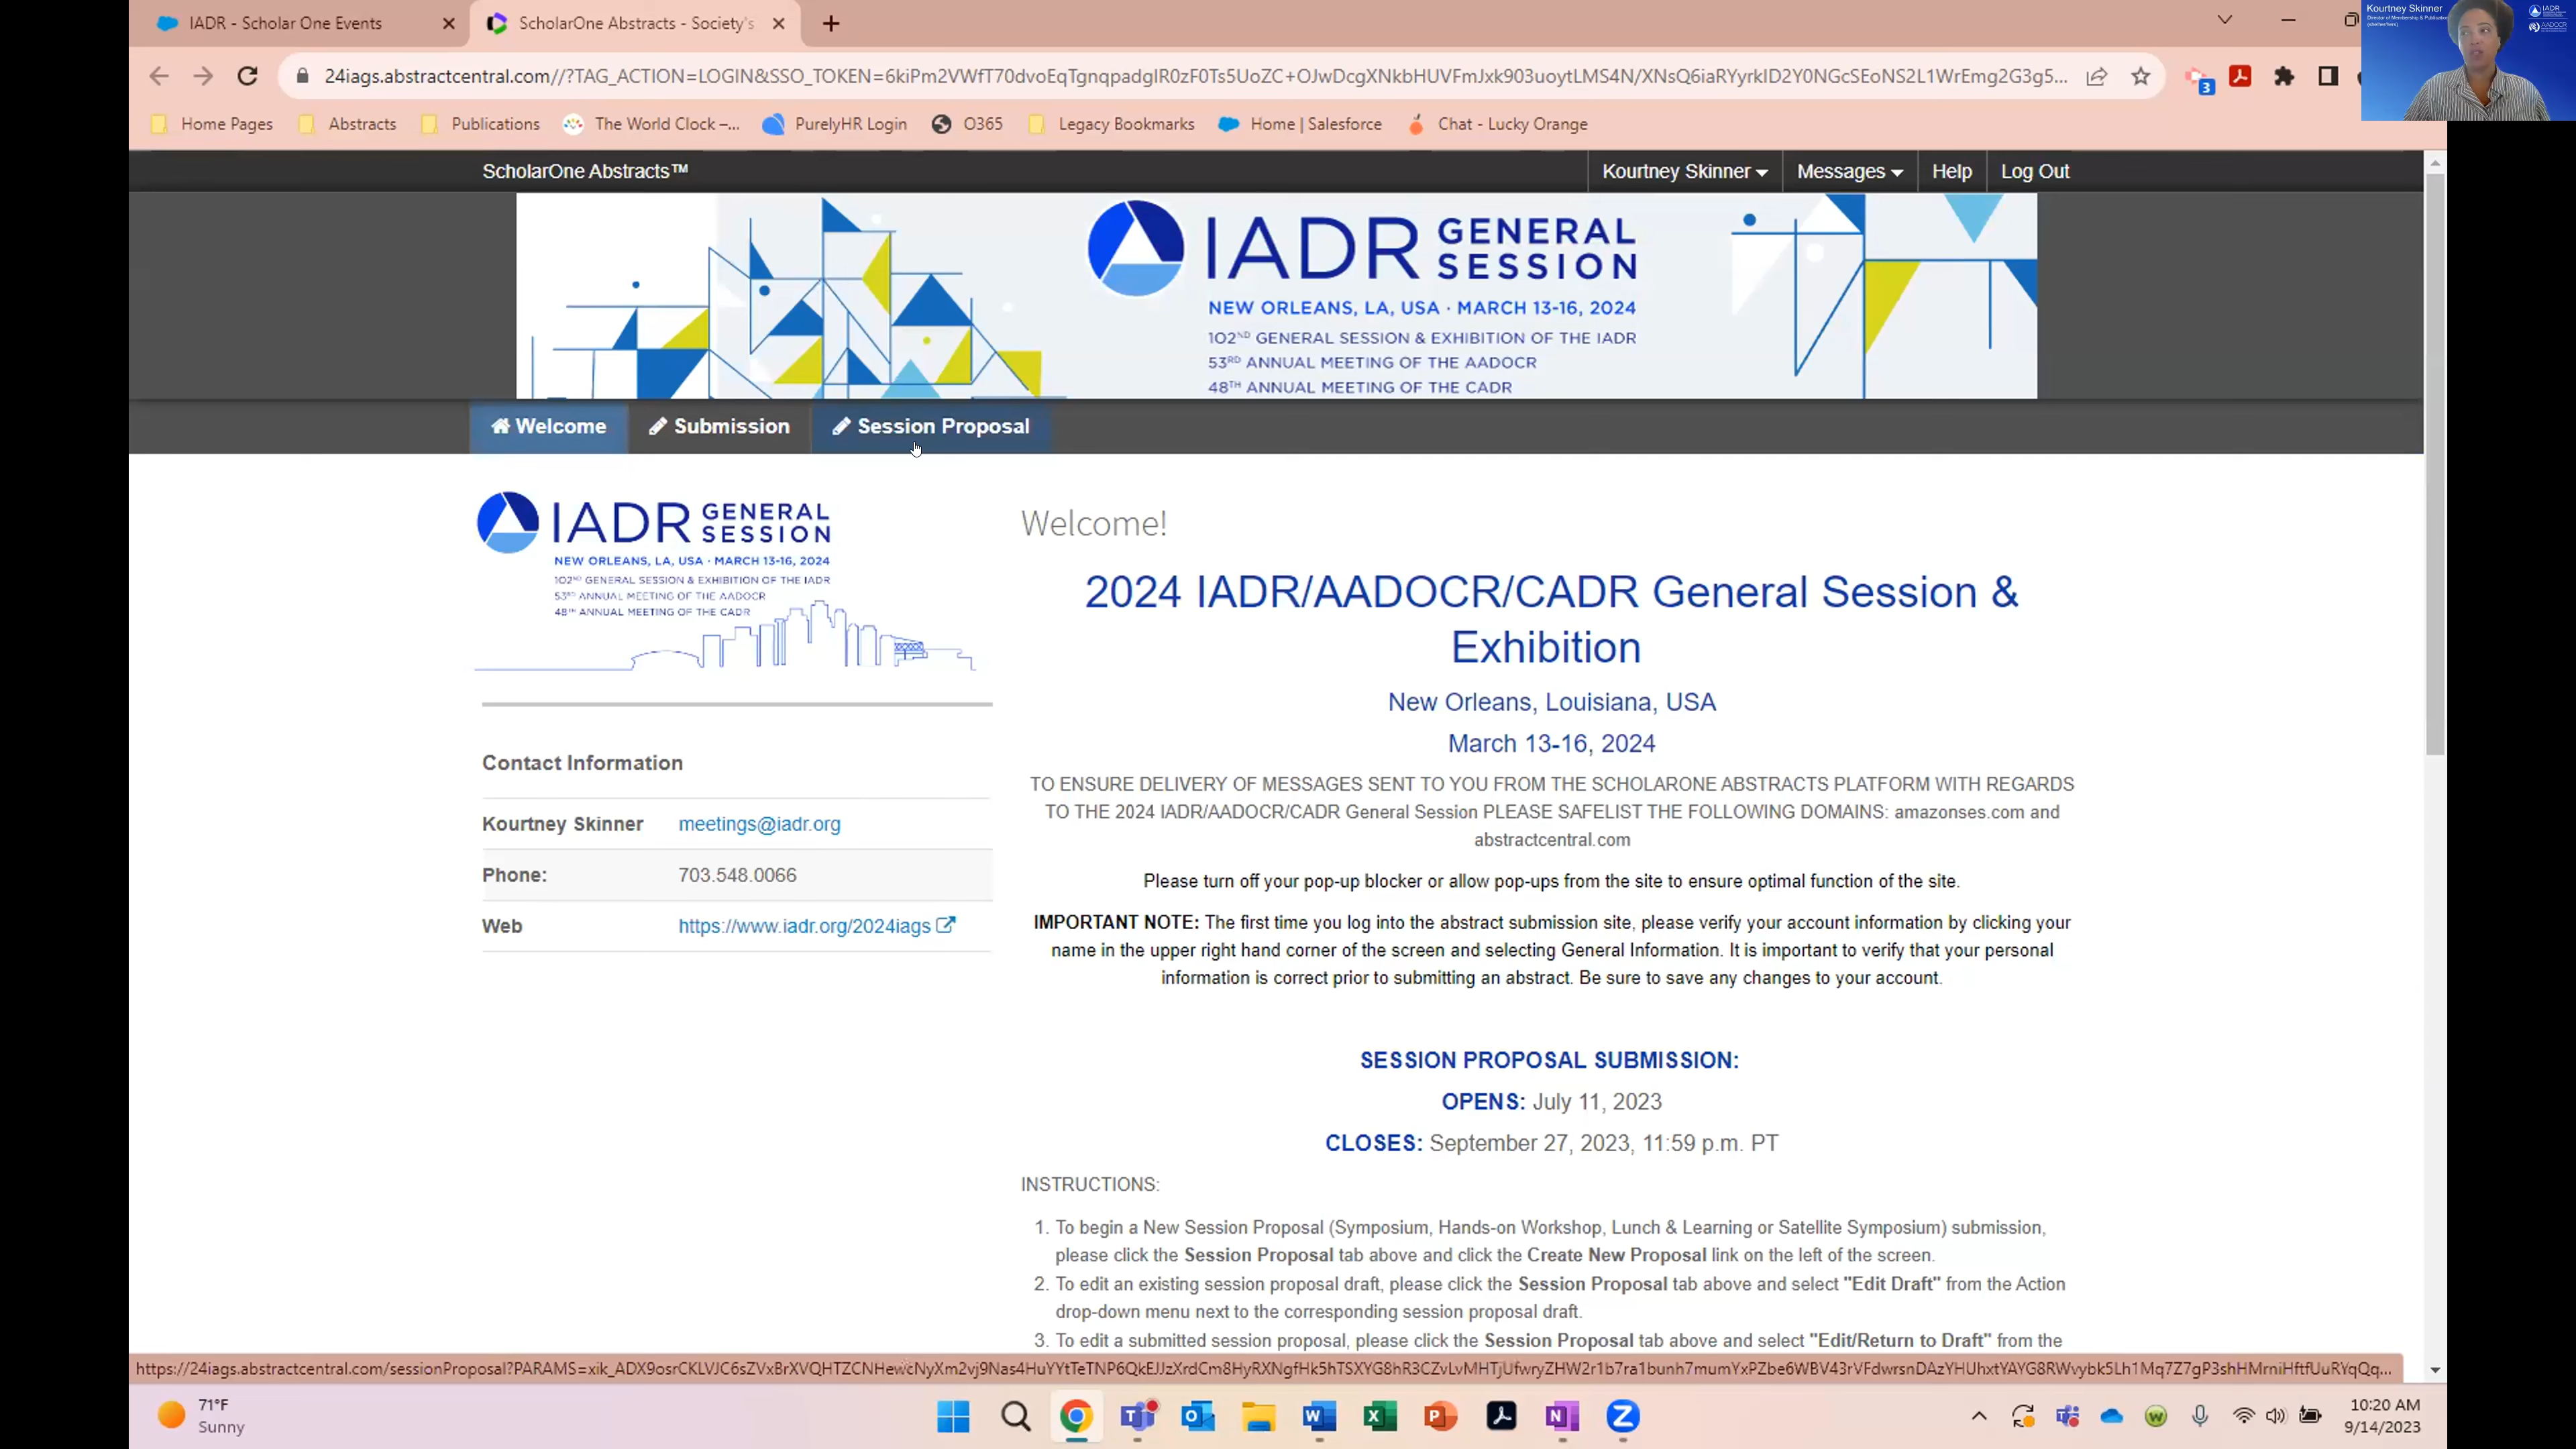 IADR - Scholar One Events
ScholarOne Abstracts - Society's
Kourtney Skinner
IADR
AADOCR
24iags.abstractcentral.com//?TAG_ACTION=LOGIN&SSO_TOKEN=6kiPm2VWfT70dvoEqTgnqpadgIR0zF0Ts5UoZC+OJwDcgXNkbHUVFmJxk903uoytLMS4N/XNsQ6iaRYyrkID2Y0NGcSEoNS2L1WrEmg2G3g5...
3
Home Pages
Abstracts
Publications
The World Clock –...
PurelyHR Login
O365
Legacy Bookmarks
Home | Salesforce
Chat - Lucky Orange
ScholarOne Abstracts™
Kourtney Skinner
Messages
Help
Log Out
IADR GENERAL SESSION
NEW ORLEANS, LA, USA · MARCH 13-16, 2024
102ND GENERAL SESSION & EXHIBITION OF THE IADR
53RD ANNUAL MEETING OF THE AADOCR
48TH ANNUAL MEETING OF THE CADR
Welcome
Submission
Session Proposal
IADR GENERAL SESSION
NEW ORLEANS, LA, USA · MARCH 13-16, 2024
102ND GENERAL SESSION & EXHIBITION OF THE IADR
53RD ANNUAL MEETING OF THE AADOCR
48TH ANNUAL MEETING OF THE CADR
Contact Information
Kourtney Skinner meetings@iadr.org
Phone: 703.548.0066
Web https://www.iadr.org/2024iags
Welcome!
2024 IADR/AADOCR/CADR General Session &
Exhibition
New Orleans, Louisiana, USA
March 13-16, 2024
TO ENSURE DELIVERY OF MESSAGES SENT TO YOU FROM THE SCHOLARONE ABSTRACTS PLATFORM WITH REGARDS
TO THE 2024 IADR/AADOCR/CADR General Session PLEASE SAFELIST THE FOLLOWING DOMAINS: amazonses.com and
abstractcentral.com
Please turn off your pop-up blocker or allow pop-ups from the site to ensure optimal function of the site.
IMPORTANT NOTE: The first time you log into the abstract submission site, please verify your account information by clicking your
name in the upper right hand corner of the screen and selecting General Information. It is important to verify that your personal
information is correct prior to submitting an abstract. Be sure to save any changes to your account.
SESSION PROPOSAL SUBMISSION:
OPENS: July 11, 2023
CLOSES: September 27, 2023, 11:59 p.m. PT
INSTRUCTIONS:
1. To begin a New Session Proposal (Symposium, Hands-on Workshop, Lunch & Learning or Satellite Symposium) submission,
please click the Session Proposal tab above and click the Create New Proposal link on the left of the screen.
2. To edit an existing session proposal draft, please click the Session Proposal tab above and select "Edit Draft" from the Action
drop-down menu next to the corresponding session proposal draft.
3. To edit a submitted session proposal, please click the Session Proposal tab above and select "Edit/Return to Draft" from the
71°F
Sunny
10:20 AM
9/14/2023